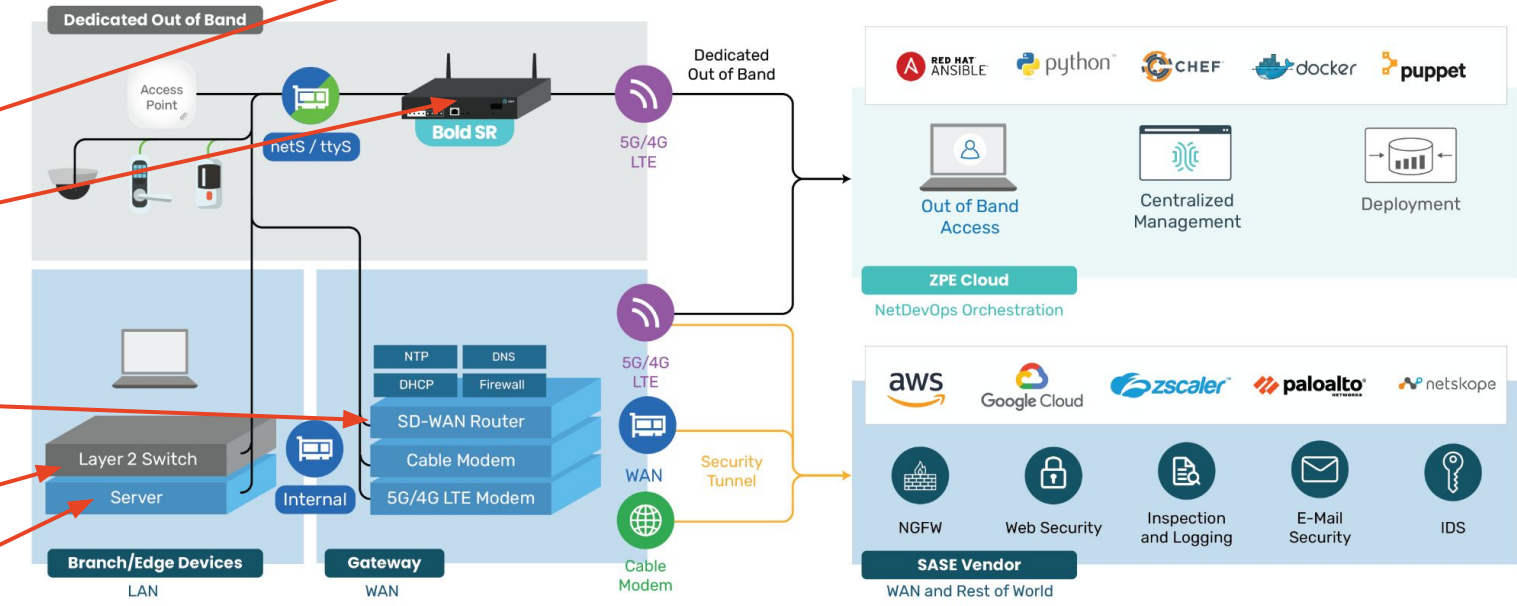 Dedicated Out of Band
Access
Point
netS / ttyS
Bold SR
5G/4G
LTE
Dedicated
Out of Band
RED HAT
ANSIBLE
python
CHEF
docker
puppet
Out of Band
Access
Centralized
Management
Deployment
ZPE Cloud
NetDevOps Orchestration
Layer 2 Switch
Server
Branch/Edge Devices
LAN
Internal
NTP
DNS
DHCP
Firewall
SD-WAN Router
Cable Modem
5G/4G LTE Modem
Gateway
WAN
5G/4G
LTE
WAN
Cable
Modem
Security
Tunnel
aws
Google Cloud
zscaler
paloalto
NETWORKS
netskope
NGFW
Web Security
Inspection
and Logging
E-Mail
Security
IDS
SASE Vendor
WAN and Rest of World